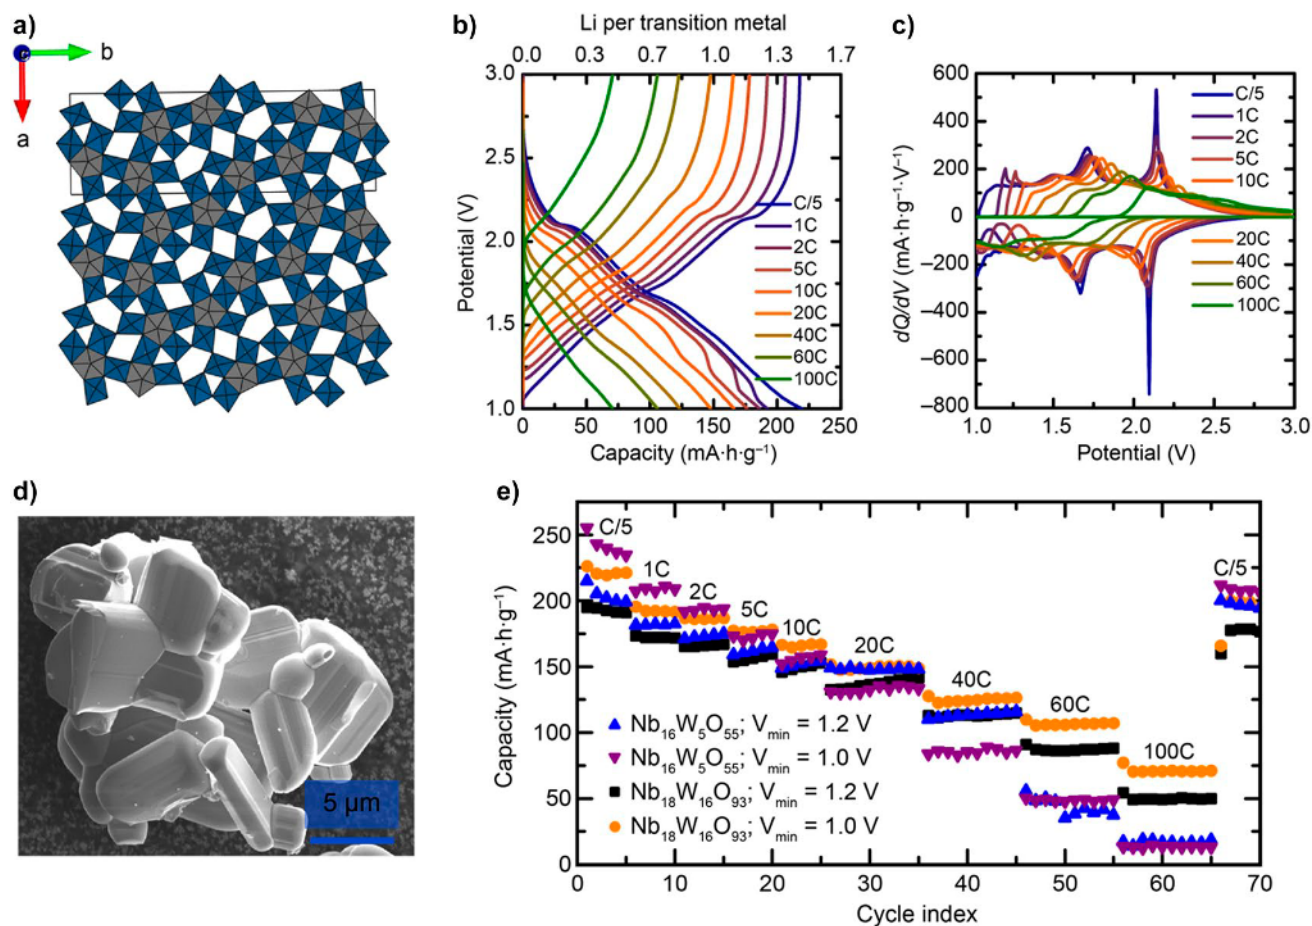 a)
b
a
c
b)
Li per transition metal
0.0 0.3 0.7 1.0 1.3 1.7
3.0
2.5
2.0
1.5
1.0
Potential (V)
C/5
1C
2C
5C
10C
20C
40C
60C
100C
0 50 100 150 200 250
Capacity (mA·h·g⁻¹)
c)
600
400
200
0
−200
−400
−600
−800
dQ/dV (mA·h·g⁻¹·V⁻¹)
C/5
1C
2C
5C
10C
20C
40C
60C
100C
1.0 1.5 2.0 2.5 3.0
Potential (V)
d)
5 µm
e)
250
200
150
100
50
0
Capacity (mA·h·g⁻¹)
C/5
1C
2C
5C
10C
20C
40C
60C
100C
C/5
Nb₁₆W₅O₅₅; Vₘᵢₙ = 1.2 V
Nb₁₆W₅O₅₅; Vₘᵢₙ = 1.0 V
Nb₁₈W₁₆O₉₃; Vₘᵢₙ = 1.2 V
Nb₁₈W₁₆O₉₃; Vₘᵢₙ = 1.0 V
0 10 20 30 40 50 60 70
Cycle index